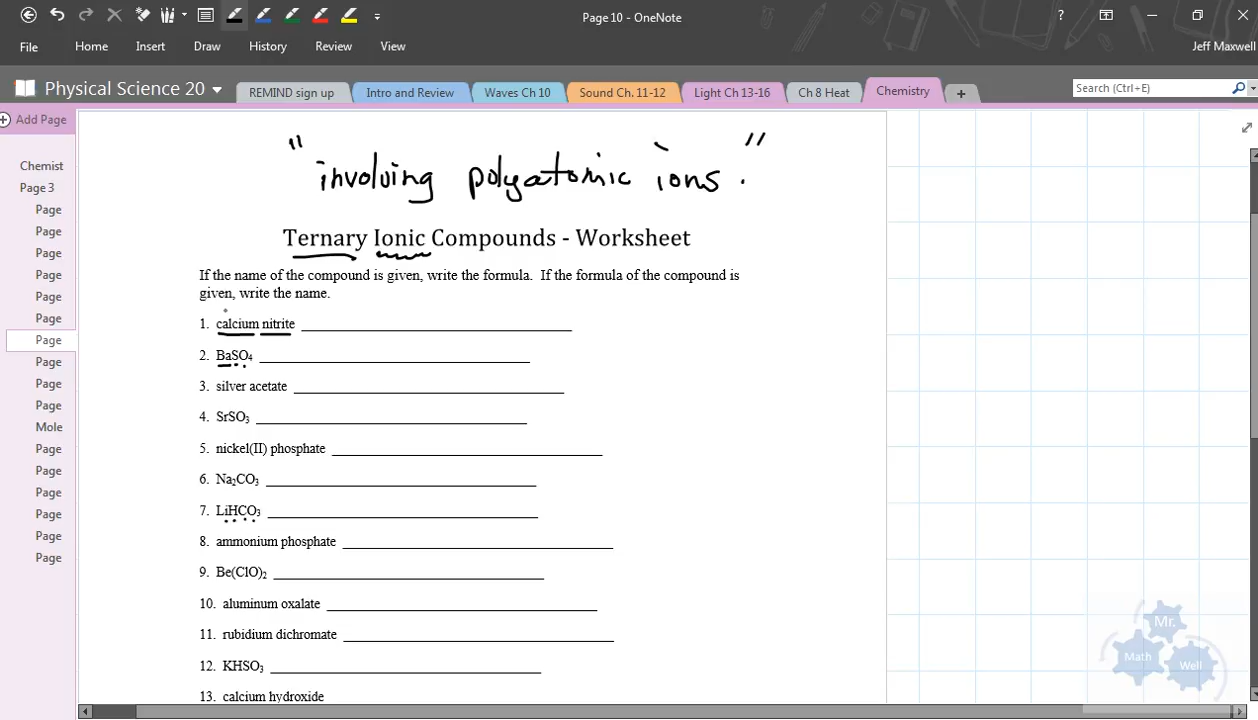 Page 10 - OneNote
?
File Home Insert Draw History Review View
Jeff Maxwell
Physical Science 20 REMIND sign up Intro and Review Waves Ch 10 Sound Ch. 11-12 Light Ch 13-16 Ch 8 Heat Chemistry + Search (Ctrl+E)
Add Page
Chemist
Page 3
Page
Page
Page
Page
Page
Page
Page
Page
Page
Page
Mole
Page
Page
Page
Page
Page
Page
"involving polyatomic ions."
Ternary Ionic Compounds - Worksheet
If the name of the compound is given, write the formula. If the formula of the compound is
given, write the name.
1. calcium nitrite
2. BaSO₄
3. silver acetate
4. SrSO₃
5. nickel(II) phosphate
6. Na₂CO₃
7. LiHCO₃
8. ammonium phosphate
9. Be(ClO)₂
10. aluminum oxalate
11. rubidium dichromate
12. KHSO₃
13. calcium hydroxide
Mr.
Math Well